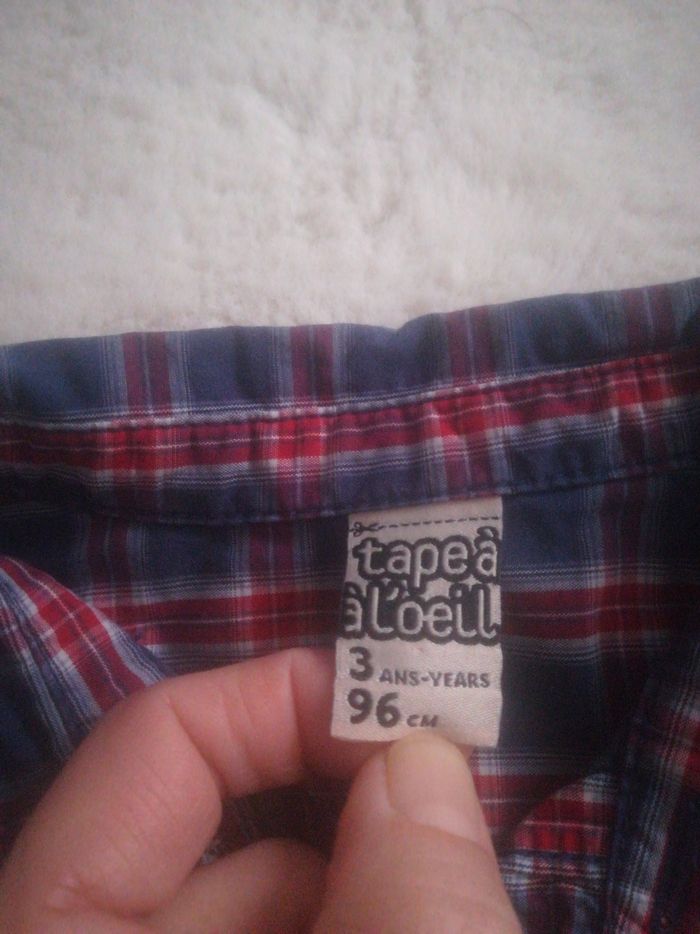 tape à
à l'oeil
3 ANS-YEARS
96 CM